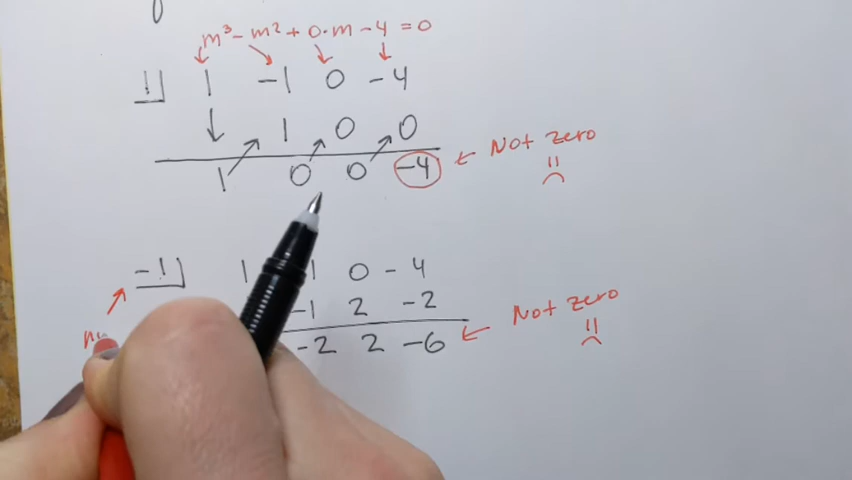 m³ - m² + 0·m - 4 = 0
1 1 -1 0 -4
1 0 0
1 0 0 -4 Not zero
-1 1 1 0 -4
-1 2 -2
-2 2 -6 Not zero